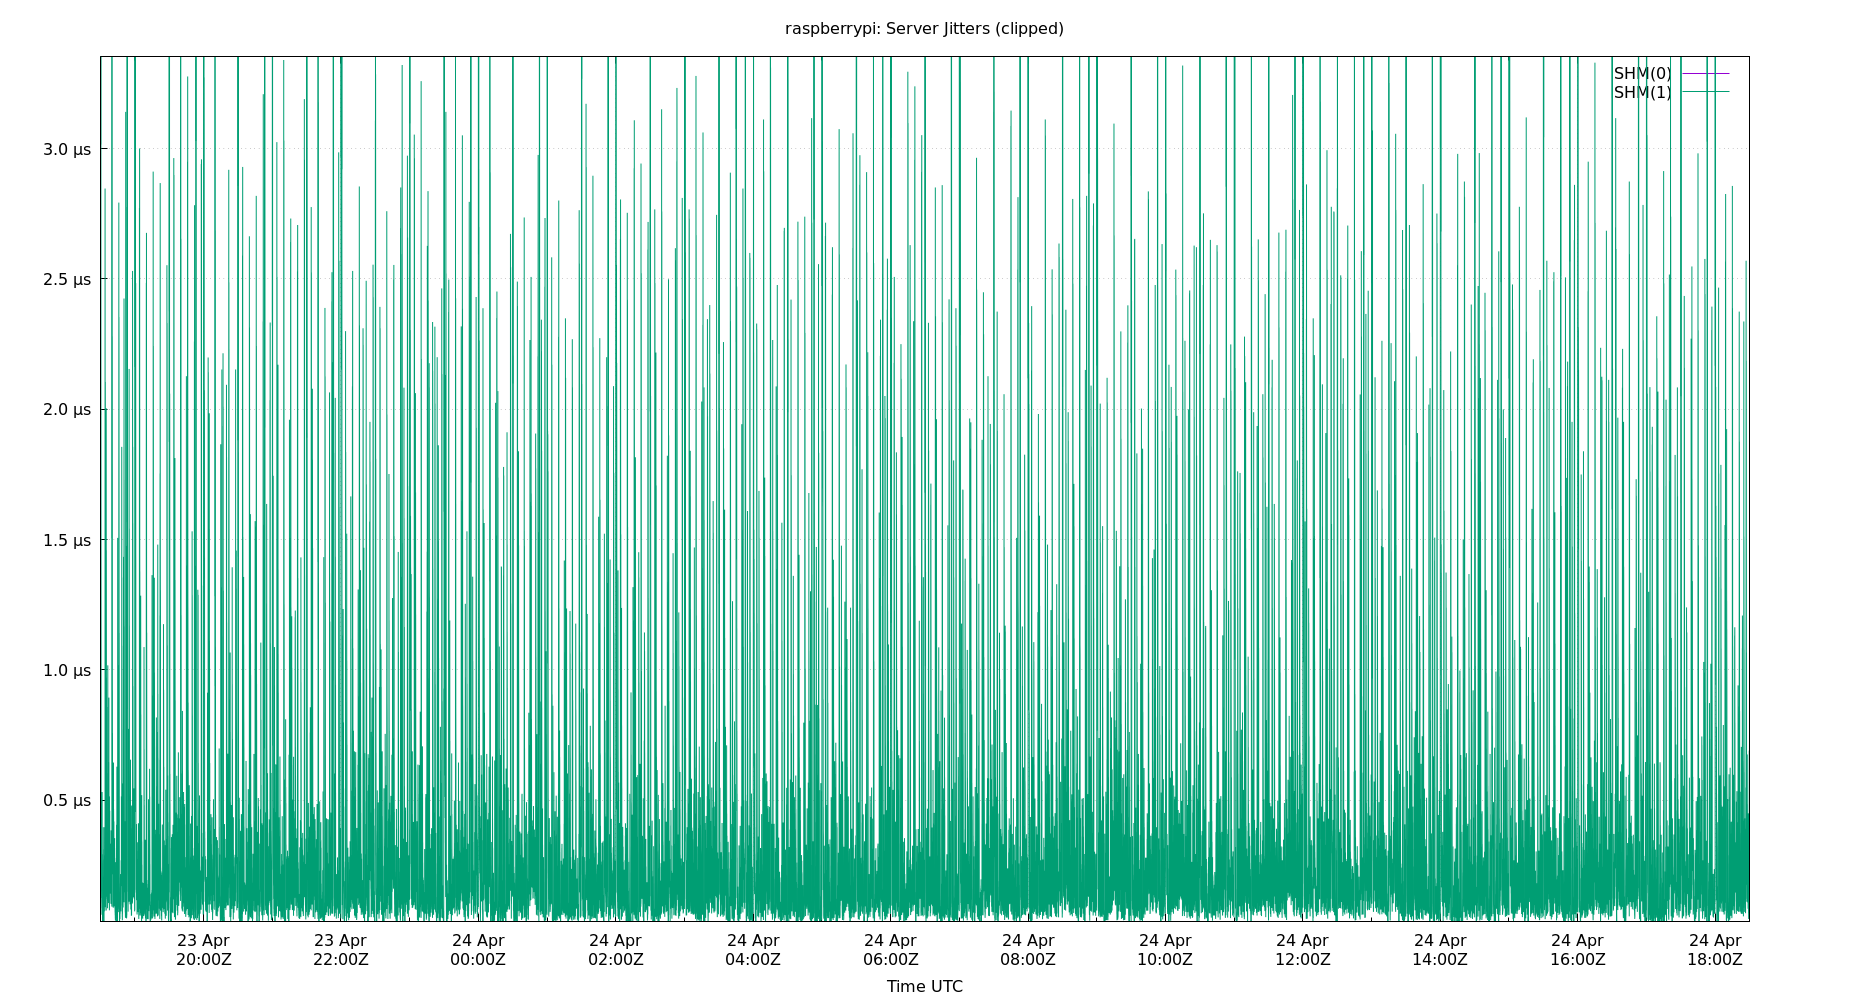 raspberrypi: Server Jitters (clipped)
SHM(0)
SHM(1)
3.0 µs
2.5 µs
2.0 µs
1.5 µs
1.0 µs
0.5 µs
23 Apr 23 Apr 24 Apr 24 Apr 24 Apr 24 Apr 24 Apr 24 Apr 24 Apr 24 Apr 24 Apr 24 Apr
20:00Z 22:00Z 00:00Z 02:00Z 04:00Z 06:00Z 08:00Z 10:00Z 12:00Z 14:00Z 16:00Z 18:00Z
Time UTC